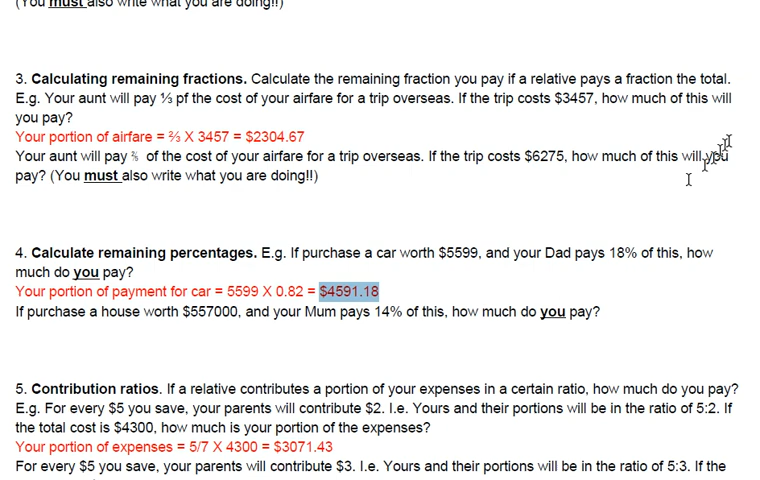 (You must also write what you are doing!!)
3. Calculating remaining fractions. Calculate the remaining fraction you pay if a relative pays a fraction the total.
E.g. Your aunt will pay ⅓ pf the cost of your airfare for a trip overseas. If the trip costs $3457, how much of this will
you pay?
Your portion of airfare = ⅔ X 3457 = $2304.67
Your aunt will pay of the cost of your airfare for a trip overseas. If the trip costs $6275, how much of this will you
pay? (You must also write what you are doing!!)
4. Calculate remaining percentages. E.g. If purchase a car worth $5599, and your Dad pays 18% of this, how
much do you pay?
Your portion of payment for car = 5599 X 0.82 = $4591.18
If purchase a house worth $557000, and your Mum pays 14% of this, how much do you pay?
5. Contribution ratios. If a relative contributes a portion of your expenses in a certain ratio, how much do you pay?
E.g. For every $5 you save, your parents will contribute $2. I.e. Yours and their portions will be in the ratio of 5:2. If
the total cost is $4300, how much is your portion of the expenses?
Your portion of expenses = 5/7 X 4300 = $3071.43
For every $5 you save, your parents will contribute $3. I.e. Yours and their portions will be in the ratio of 5:3. If the